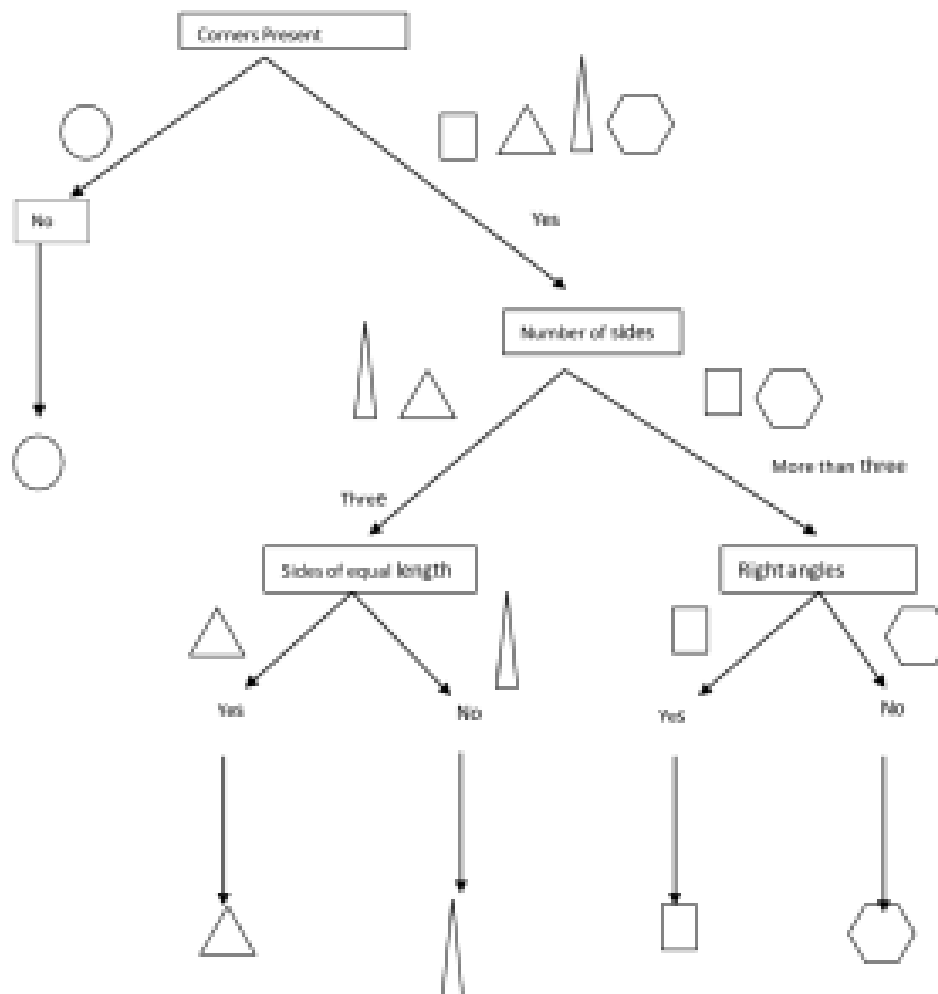 Corners Present
No
Yes
Number of sides
More than three
Three
Sides of equal length
Right angles
Yes
No
Yes
No